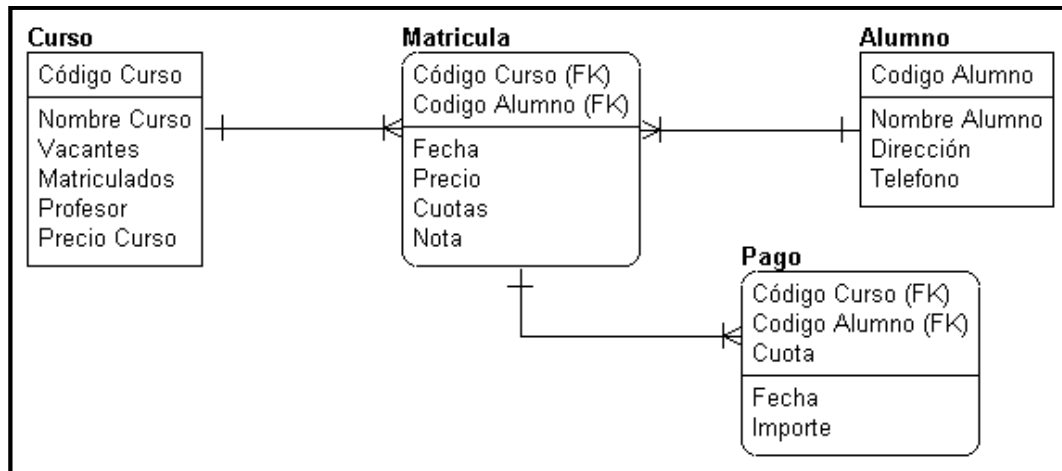 Curso
Código Curso
Nombre Curso
Vacantes
Matriculados
Profesor
Precio Curso
Matricula
Código Curso (FK)
Codigo Alumno (FK)
Fecha
Precio
Cuotas
Nota
Alumno
Codigo Alumno
Nombre Alumno
Dirección
Telefono
Pago
Código Curso (FK)
Codigo Alumno (FK)
Cuota
Fecha
Importe